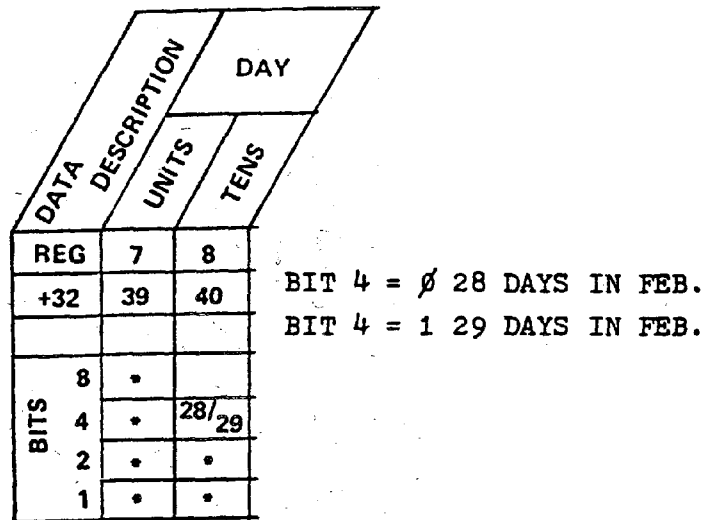 DATA DESCRIPTION
DAY
UNITS
TENS
REG 7 8
+32 39 40
BITS
8 *
4 * 28/29
2 * *
1 * *
BIT 4 = Ø 28 DAYS IN FEB.
BIT 4 = 1 29 DAYS IN FEB.